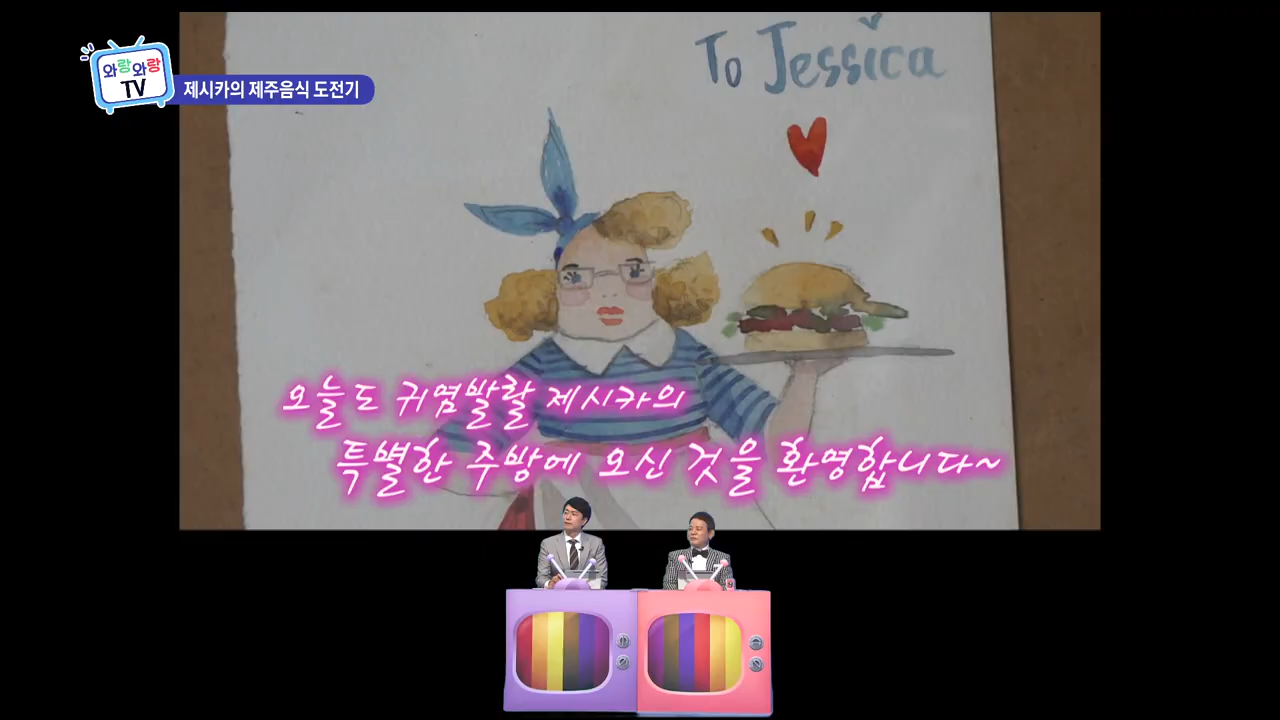 와랑와랑
TV
제시카의 제주음식 도전기
To Jessica
오늘도 귀염발랄 제시카의
특별한 주방에 오신 것을 환영합니다~